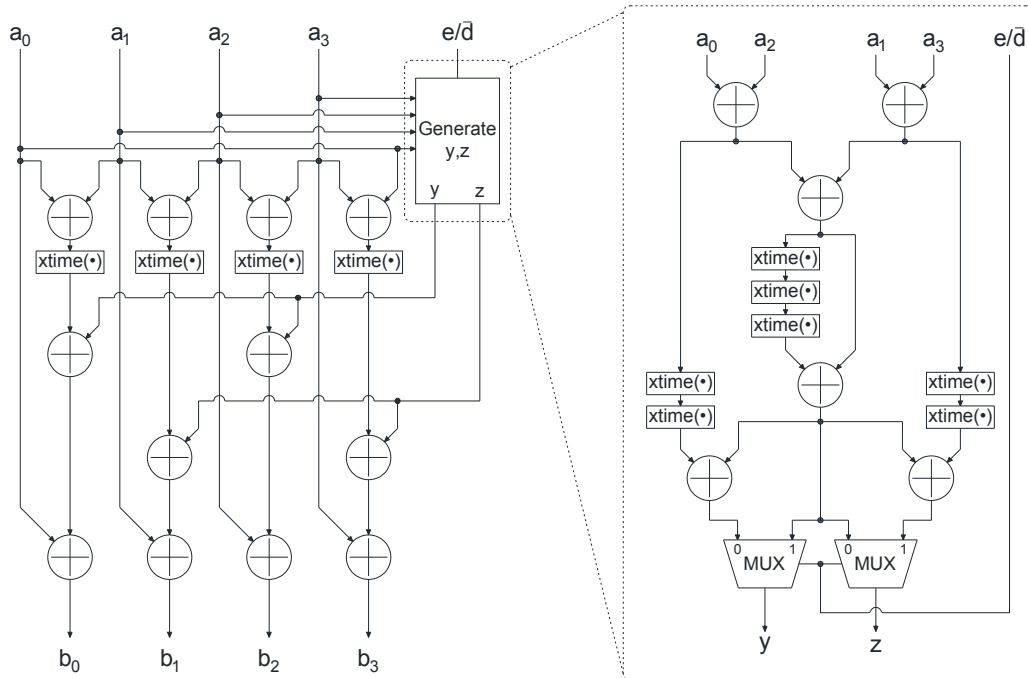 a0 a1 a2 a3 e/d̄
Generate
y,z
y z
xtime(•) xtime(•) xtime(•) xtime(•)
b0 b1 b2 b3
a0 a2 a1 a3 e/d̄
xtime(•)
xtime(•)
xtime(•)
xtime(•) xtime(•)
xtime(•) xtime(•)
0 1 0 1
MUX MUX
y z